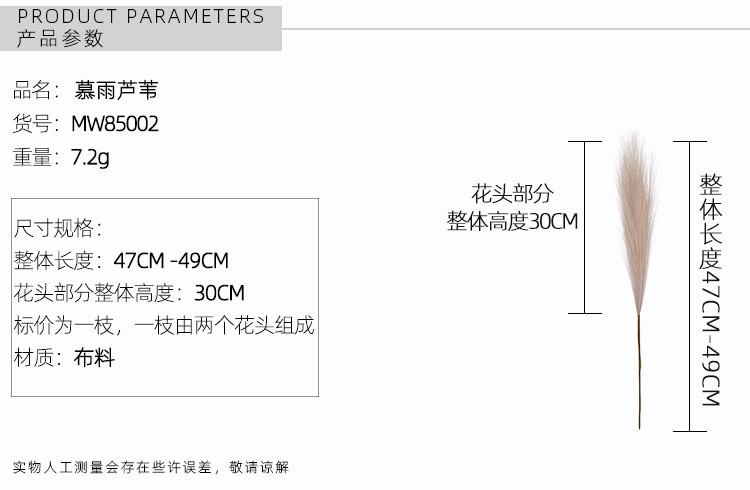 PRODUCT PARAMETERS
产品参数
品名： 慕雨芦苇
货号：MW85002
重量：7.2g
尺寸规格：
整体长度：47CM -49CM
花头部分整体高度：30CM
标价为一枝，一枝由两个花头组成
材质：布料
花头部分
整体高度30CM
整体长度47CM-49CM
实物人工测量会存在些许误差，敬请谅解